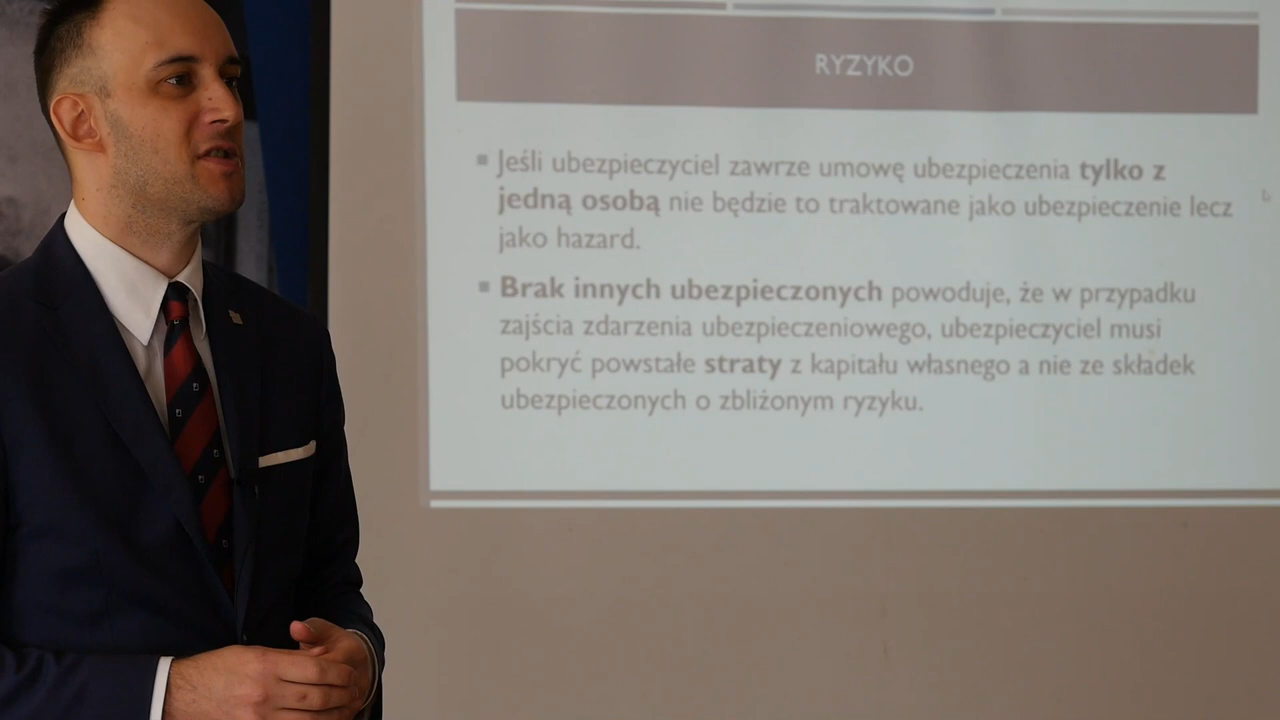 RYZYKO
Jeśli ubezpieczyciel zawrze umowę ubezpieczenia tylko z
jedną osobą nie będzie to traktowane jako ubezpieczenie lecz
jako hazard.
Brak innych ubezpieczonych powoduje, że w przypadku
zajścia zdarzenia ubezpieczeniowego, ubezpieczyciel musi
pokryć powstałe straty z kapitału własnego a nie ze składek
ubezpieczonych o zbliżonym ryzyku.